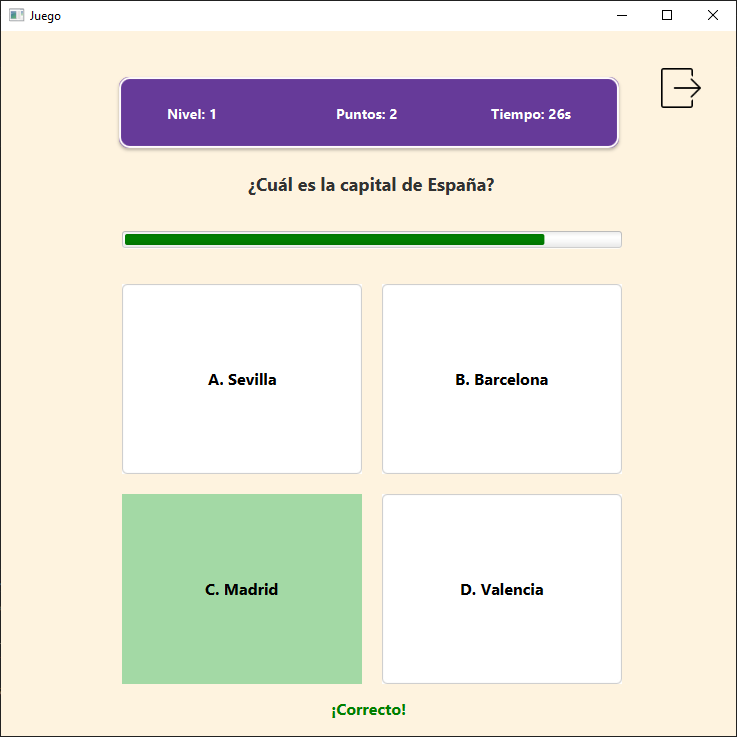 Juego
Nivel: 1 Puntos: 2 Tiempo: 26s
¿Cuál es la capital de España?
A. Sevilla B. Barcelona
C. Madrid D. Valencia
¡Correcto!